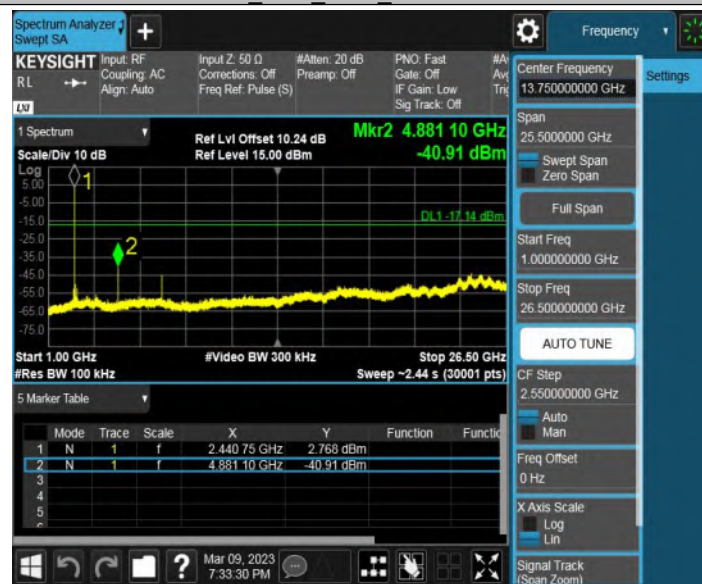 Spectrum Analyzer 1
Swept SA
+
Frequency
KEYSIGHT
Input: RF
Input Z: 50 Ω
#Atten: 20 dB
PNO: Fast
RL
Coupling: AC
Corrections: Off
Preamp: Off
Gate: Off
Align: Auto
Freq Ref: Pulse (S)
IF Gain: Low
Sig Track: Off
LXI
Center Frequency
13.750000000 GHz
Settings
1 Spectrum
Ref Lvl Offset 10.24 dB
Mkr2 4.881 10 GHz
Scale/Div 10 dB
Ref Level 15.00 dBm
-40.91 dBm
Span
25.5000000 GHz
Swept Span
Zero Span
Full Span
Start Freq
1.000000000 GHz
Stop Freq
26.500000000 GHz
AUTO TUNE
CF Step
2.550000000 GHz
Auto
Man
Freq Offset
0 Hz
X Axis Scale
Log
Lin
Signal Track
(Span Zoom)
Log
1
5.00
-5.00
-15.0
DL1 -17.14 dBm
-25.0
2
-35.0
-45.0
-55.0
-65.0
-75.0
Start 1.00 GHz
#Video BW 300 kHz
Stop 26.50 GHz
#Res BW 100 kHz
Sweep ~2.44 s (30001 pts)
5 Marker Table
Mode Trace Scale X Y Function
1 N 1 f 2.440 75 GHz 2.768 dBm
2 N 1 f 4.881 10 GHz -40.91 dBm
3
4
5
?
Mar 09, 2023
7:33:30 PM